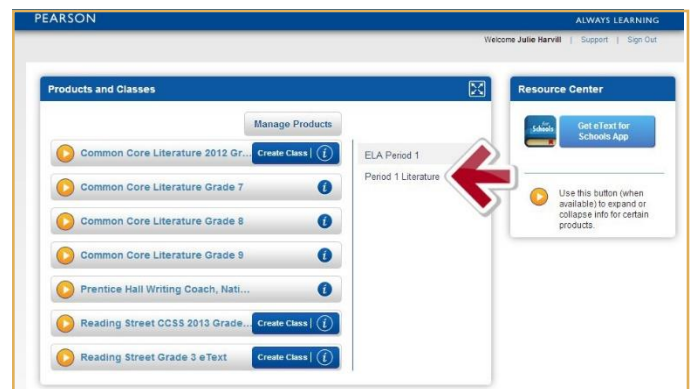 PEARSON
ALWAYS LEARNING
Welcome Julie Harvill | Support | Sign Out
Products and Classes
Manage Products
Common Core Literature 2012 Gr... Create Class | i
Common Core Literature Grade 7 i
Common Core Literature Grade 8 i
Common Core Literature Grade 9 i
Prentice Hall Writing Coach, Nati... i
Reading Street CCSS 2013 Grade... Create Class | i
Reading Street Grade 3 eText Create Class | i
ELA Period 1
Period 1 Literature
Resource Center
Schools
Get eText for
Schools App
Use this button (when
available) to expand or
collapse info for certain
products.